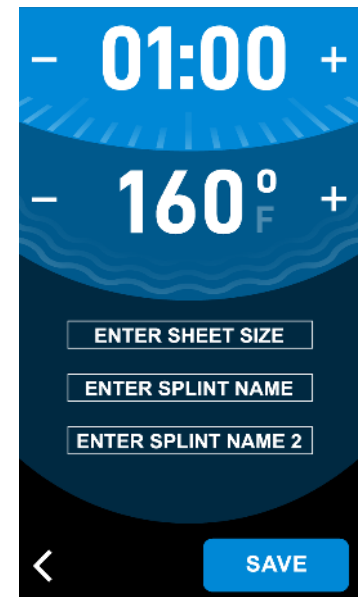 − 01:00 +
− 160° F +
ENTER SHEET SIZE
ENTER SPLINT NAME
ENTER SPLINT NAME 2
SAVE